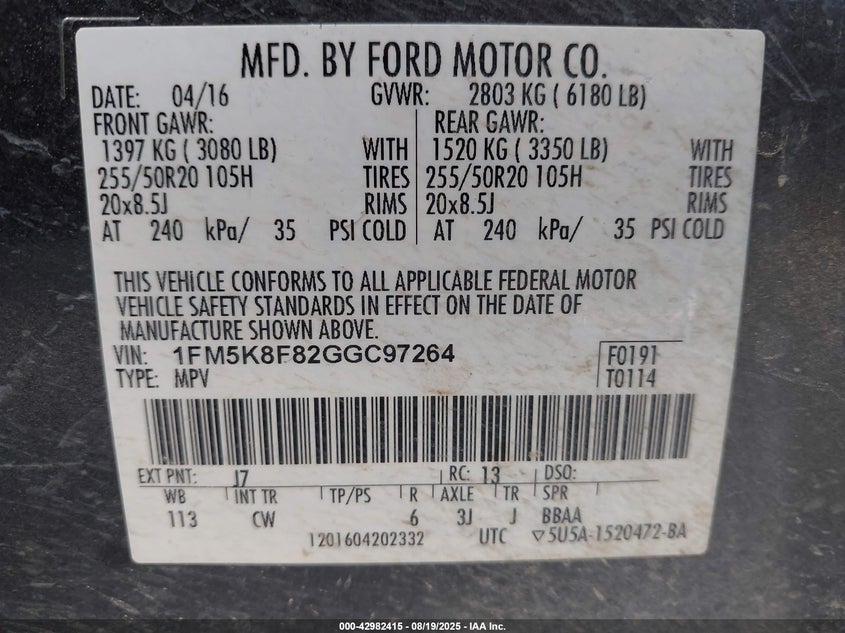 MFD. BY FORD MOTOR CO.
DATE: 04/16 GVWR: 2803 KG ( 6180 LB)
FRONT GAWR: REAR GAWR:
1397 KG ( 3080 LB) WITH 1520 KG ( 3350 LB) WITH
255/50R20 105H TIRES 255/50R20 105H TIRES
20x8.5J RIMS 20x8.5J RIMS
AT 240 kPa/ 35 PSI COLD AT 240 kPa/ 35 PSI COLD
THIS VEHICLE CONFORMS TO ALL APPLICABLE FEDERAL MOTOR
VEHICLE SAFETY STANDARDS IN EFFECT ON THE DATE OF
MANUFACTURE SHOWN ABOVE.
VIN: 1FM5K8F82GGC97264 F0191
TYPE: MPV T0114
EXT PNT: J7 RC: 13 DSO:
WB INT TR TP/PS R AXLE TR SPR
113 CW 6 3J J BBAA
1201604202332 UTC ▽5U5A-1520472-BA
000-42982415 - 08/19/2025 - IAA Inc.